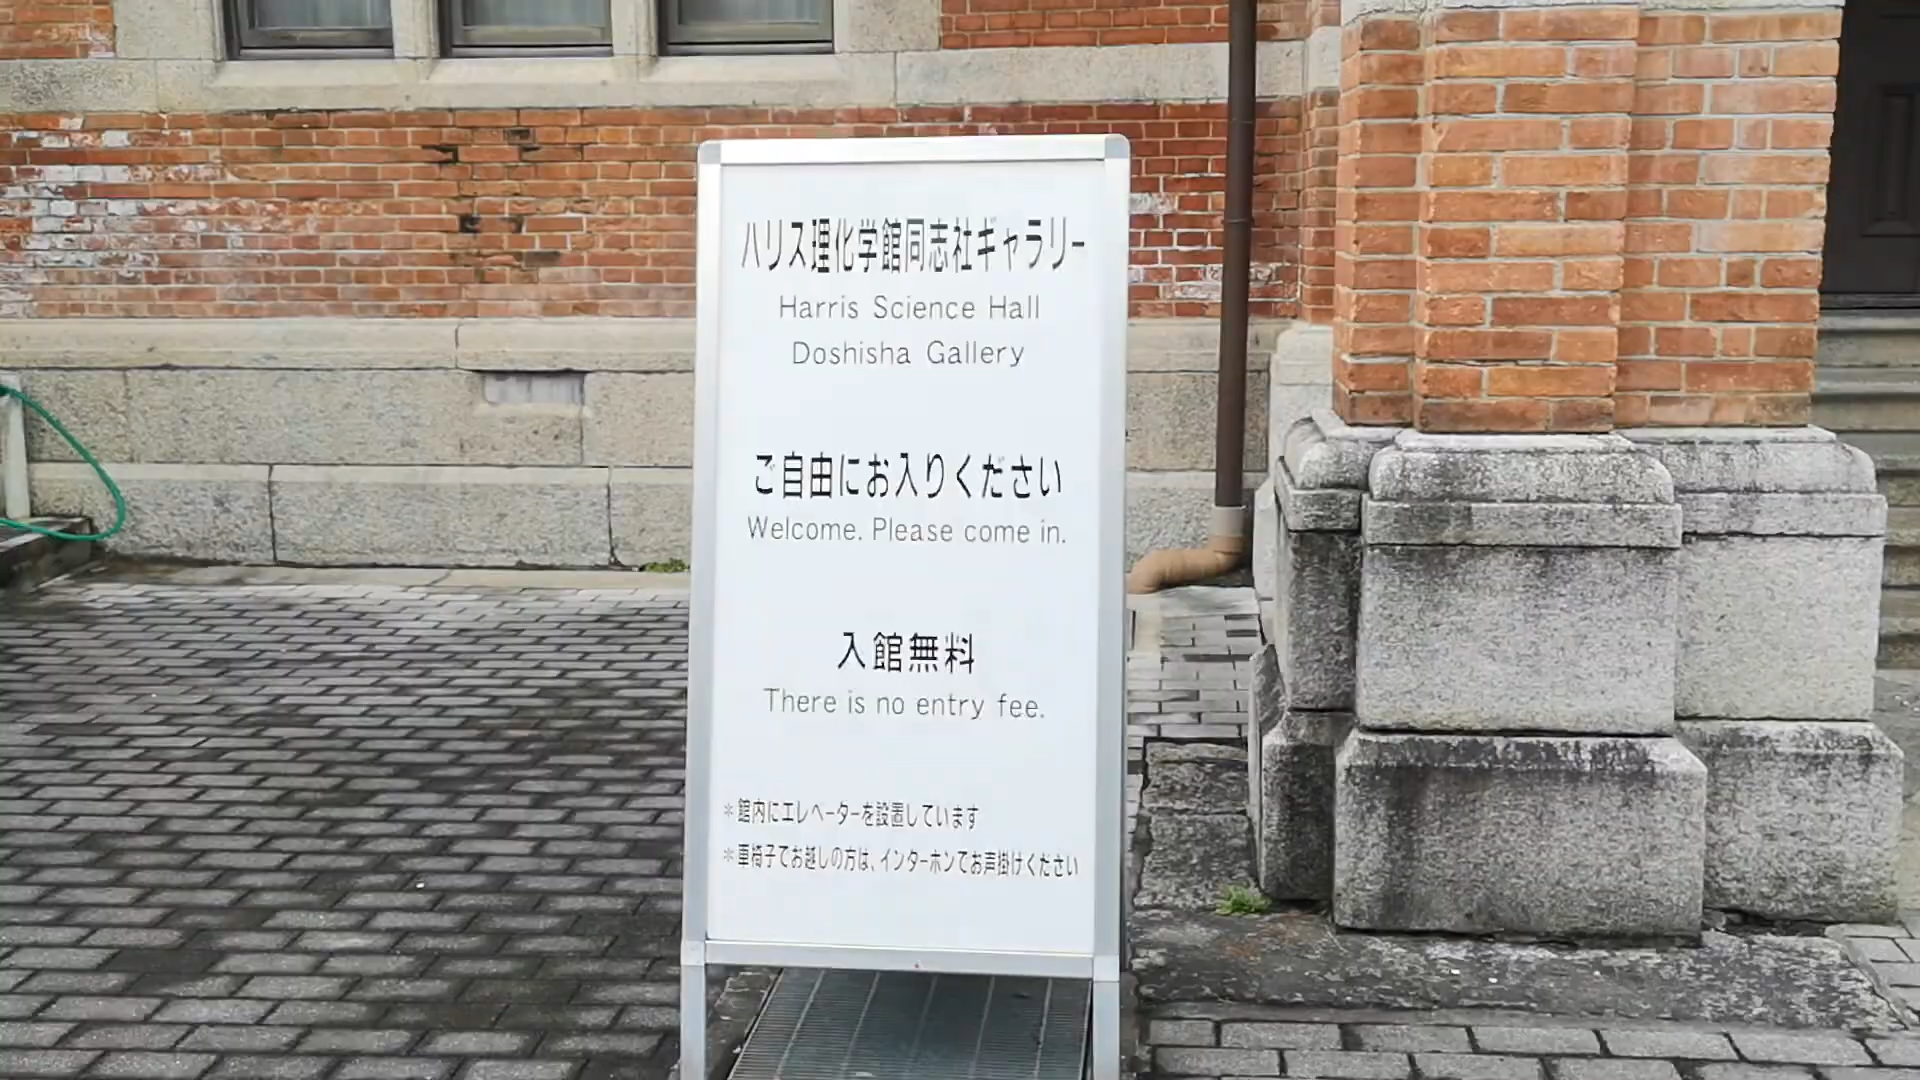 ハリス理化学館同志社ギャラリー
Harris Science Hall
Doshisha Gallery
ご自由にお入りください
Welcome. Please come in.
入館無料
There is no entry fee.
＊館内にエレベーターを設置しています
＊車椅子でお越しの方は、インターホンでお声掛けください